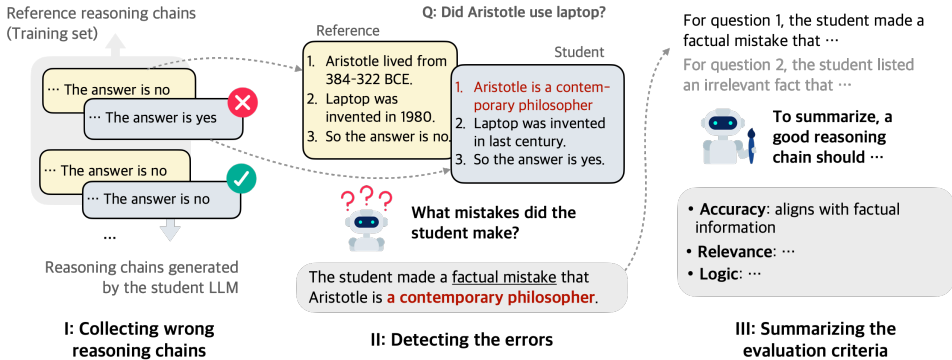 Reference reasoning chains
(Training set)
··· The answer is no
··· The answer is yes
··· The answer is no
··· The answer is no
···
Reasoning chains generated
by the student LLM
I: Collecting wrong
reasoning chains
Q: Did Aristotle use laptop?
Reference
1. Aristotle lived from
384-322 BCE.
2. Laptop was
invented in 1980.
3. So the answer is no.
Student
1. Aristotle is a contem-
porary philosopher
2. Laptop was invented
in last century.
3. So the answer is yes.
???
What mistakes did the
student make?
The student made a factual mistake that
Aristotle is a contemporary philosopher.
II: Detecting the errors
For question 1, the student made a
factual mistake that ···
For question 2, the student listed
an irrelevant fact that ···
To summarize, a
good reasoning
chain should ···
• Accuracy: aligns with factual
information
• Relevance: ···
• Logic: ···
III: Summarizing the
evaluation criteria